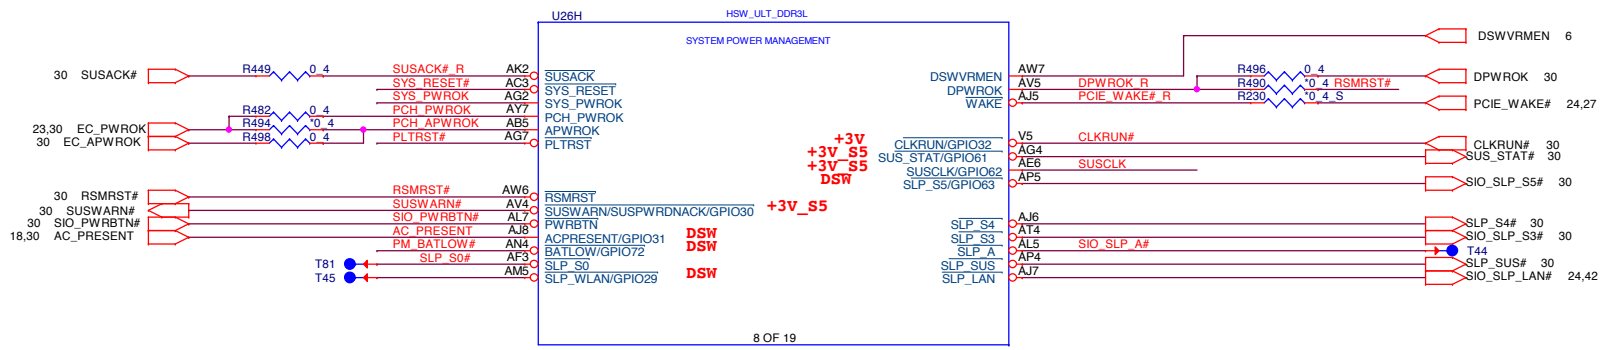 U26H HSW_ULT_DDR3L
SYSTEM POWER MANAGEMENT
DSWVRMEN 6
30 SUSACK# R449 0_4 SUSACK#_R AK2 SUSACK
SYS_RESET# AC3 SYS_RESET
SYS_PWROK AG2 SYS_PWROK
R482 0_4 PCH_PWROK AY7 PCH_PWROK
23,30 EC_PWROK R494 *0_4 PCH_APWROK AB5 APWROK
30 EC_APWROK R498 0_4 PLTRST# AG7 PLTRST
DSWVRMEN AW7
DPWROK AV5 DPWROK_R R496 0_4 DPWROK 30
R490 *0_4 RSMRST#
WAKE AJ5 PCIE_WAKE#_R R230 *0_4_S PCIE_WAKE# 24,27
+3V CLKRUN/GPIO32 V5 CLKRUN# CLKRUN# 30
+3V_S5 SUS_STAT/GPIO61 AG4 SUS_STAT# 30
+3V_S5 SUSCLK/GPIO62 AE6 SUSCLK
DSW SLP_S5/GPIO63 AP5 SIO_SLP_S5# 30
30 RSMRST# RSMRST# AW6 RSMRST
30 SUSWARN# SUSWARN# AV4 SUSWARN/SUSPWRDNACK/GPIO30 +3V_S5
30 SIO_PWRBTN# SIO_PWRBTN# AL7 PWRBTN
18,30 AC_PRESENT AC_PRESENT AJ8 ACPRESENT/GPIO31 DSW
PM_BATLOW# AN4 BATLOW/GPIO72 DSW
T81 SLP_S0# AF3 SLP_S0
T45 AM5 SLP_WLAN/GPIO29 DSW
SLP_S4 AJ6 SLP_S4# 30
SLP_S3 AT4 SIO_SLP_S3# 30
SLP_A AL5 SIO_SLP_A# T44
SLP_SUS AP4 SLP_SUS# 30
SLP_LAN AJ7 SIO_SLP_LAN# 24,42
8 OF 19